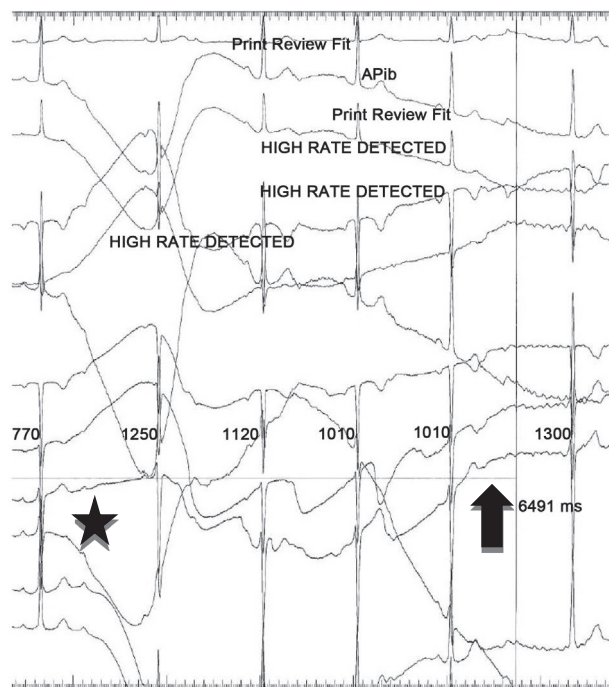 Print Review Fit
APib
Print Review Fit
HIGH RATE DETECTED
HIGH RATE DETECTED
HIGH RATE DETECTED
770 1250 1120 1010 1010 1300
6491 ms